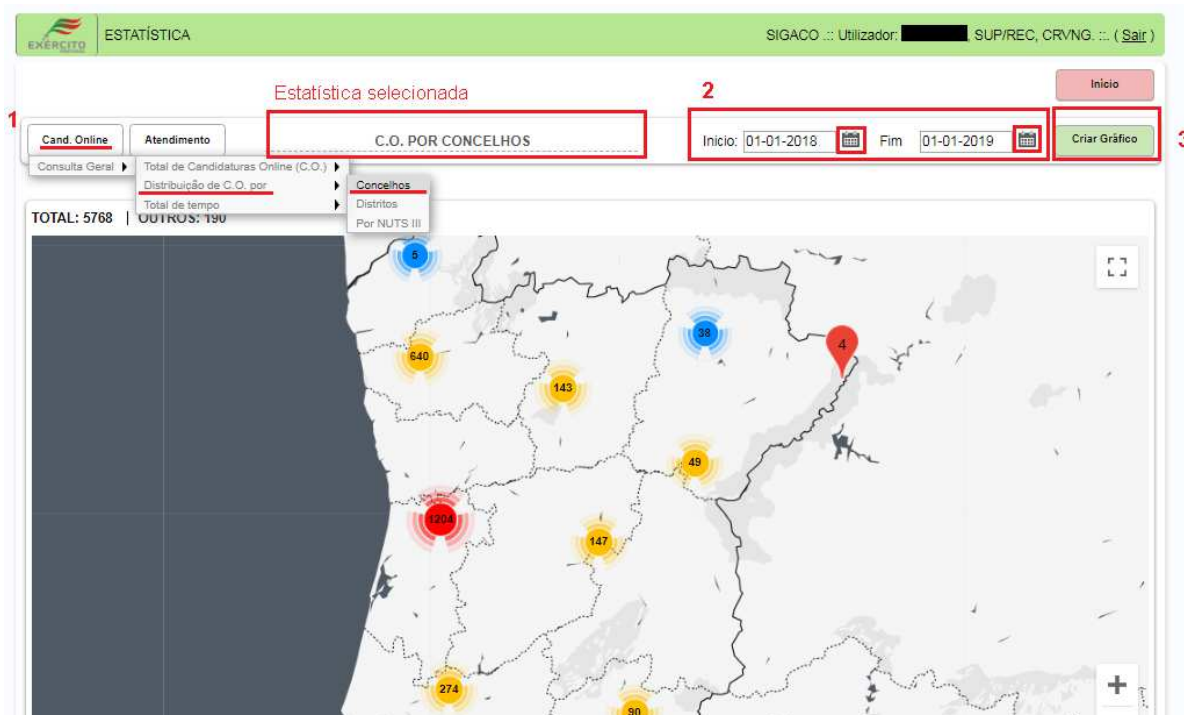 EXÉRCITO
ESTATÍSTICA
SIGACO .:: Utilizador: , SUP/REC, CRVNG. ::. ( Sair )
Inicio
Estatística selecionada
2
1
Cand. Online
Atendimento
C.O. POR CONCELHOS
Inicio: 01-01-2018
Fim 01-01-2019
Criar Gráfico
3
Consulta Geral
Total de Candidaturas Online (C.O.)
Distribuição de C.O. por
Concelhos
Total de tempo
Distritos
Por NUTS III
TOTAL: 5768 | OUTROS: 190
5
38
4
640
143
49
1204
147
274
90
+